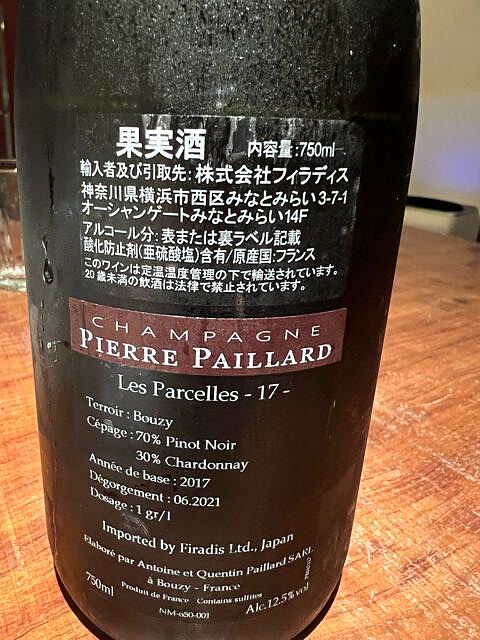 果実酒 内容量:750ml
輸入者及び引取先:株式会社フィラディス
神奈川県横浜市西区みなとみらい3-7-1
オーシャンゲートみなとみらい14F
アルコール分:表または裏ラベル記載
酸化防止剤(亜硫酸塩)含有/原産国:フランス
このワインは定温温度管理の下で輸送されています。
20歳未満の飲酒は法律で禁止されています。
CHAMPAGNE
PIERRE PAILLARD
Les Parcelles - 17 -
Terroir : Bouzy
Cépage : 70% Pinot Noir
30% Chardonnay
Année de base : 2017
Dégorgement : 06.2021
Dosage : 1 gr/l
Imported by Firadis Ltd., Japan
Elaboré par Antoine et Quentin Paillard SARL
à Bouzy - France
750ml Produit de France Contains sulfites Alc.12.5%vol
NM-650-001